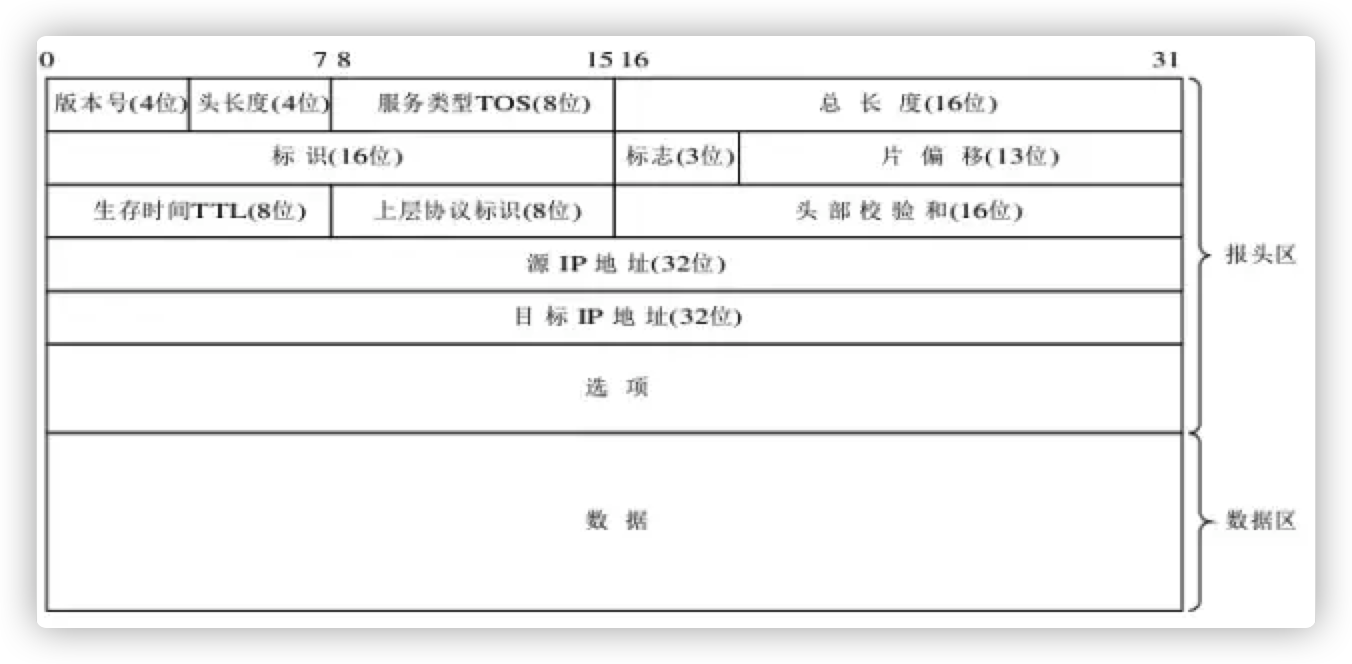 0 7 8 15 16 31
版本号(4位) 头长度(4位) 服务类型TOS(8位) 总 长 度(16位)
标 识(16位) 标志(3位) 片 偏 移(13位)
生存时间TTL(8位) 上层协议标识(8位) 头 部 校 验 和(16位)
报头区
源 IP 地 址(32位)
目 标 IP 地 址(32位)
选 项
数 据
数据区